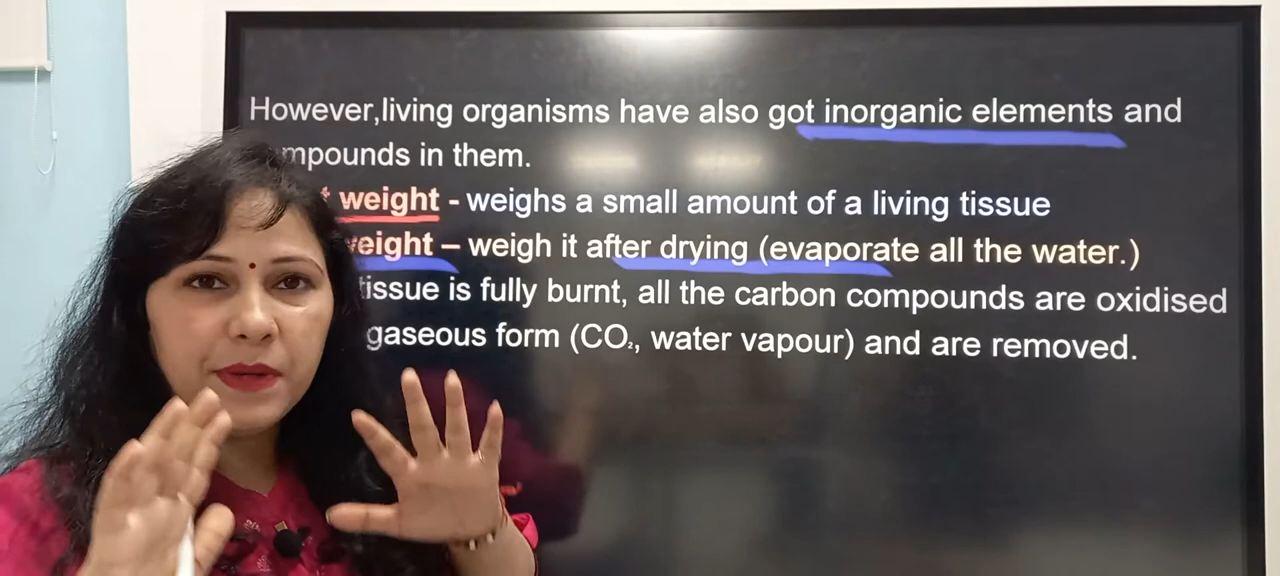 However,living organisms have also got inorganic elements and
mpounds in them.
weight - weighs a small amount of a living tissue
weight – weigh it after drying (evaporate all the water.)
tissue is fully burnt, all the carbon compounds are oxidised
gaseous form (CO₂, water vapour) and are removed.